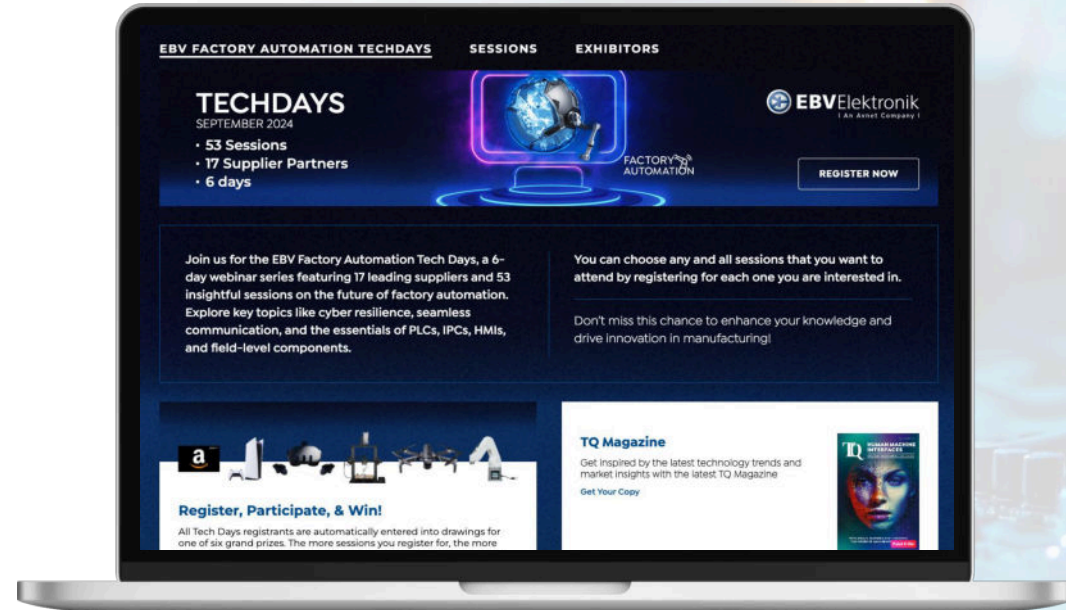 EBV FACTORY AUTOMATION TECHDAYS
SESSIONS
EXHIBITORS
TECHDAYS
SEPTEMBER 2024
• 53 Sessions
• 17 Supplier Partners
• 6 days
FACTORY
AUTOMATION
EBVElektronik
| An Avnet Company |
REGISTER NOW
Join us for the EBV Factory Automation Tech Days, a 6-
day webinar series featuring 17 leading suppliers and 53
insightful sessions on the future of factory automation.
Explore key topics like cyber resilience, seamless
communication, and the essentials of PLCs, IPCs, HMIs,
and field-level components.
You can choose any and all sessions that you want to
attend by registering for each one you are interested in.
Don't miss this chance to enhance your knowledge and
drive innovation in manufacturing!
a
Register, Participate, & Win!
All Tech Days registrants are automatically entered into drawings for
one of six grand prizes. The more sessions you register for, the more
TQ Magazine
Get inspired by the latest technology trends and
market insights with the latest TQ Magazine
Get Your Copy
TQ
HUMAN MACHINE
INTERFACES